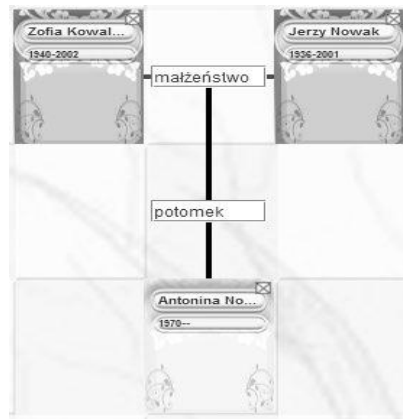 Zofia Kowal...
1940-2002
Jerzy Nowak
1936-2001
małżeństwo
potomek
Antonina No...
1970--